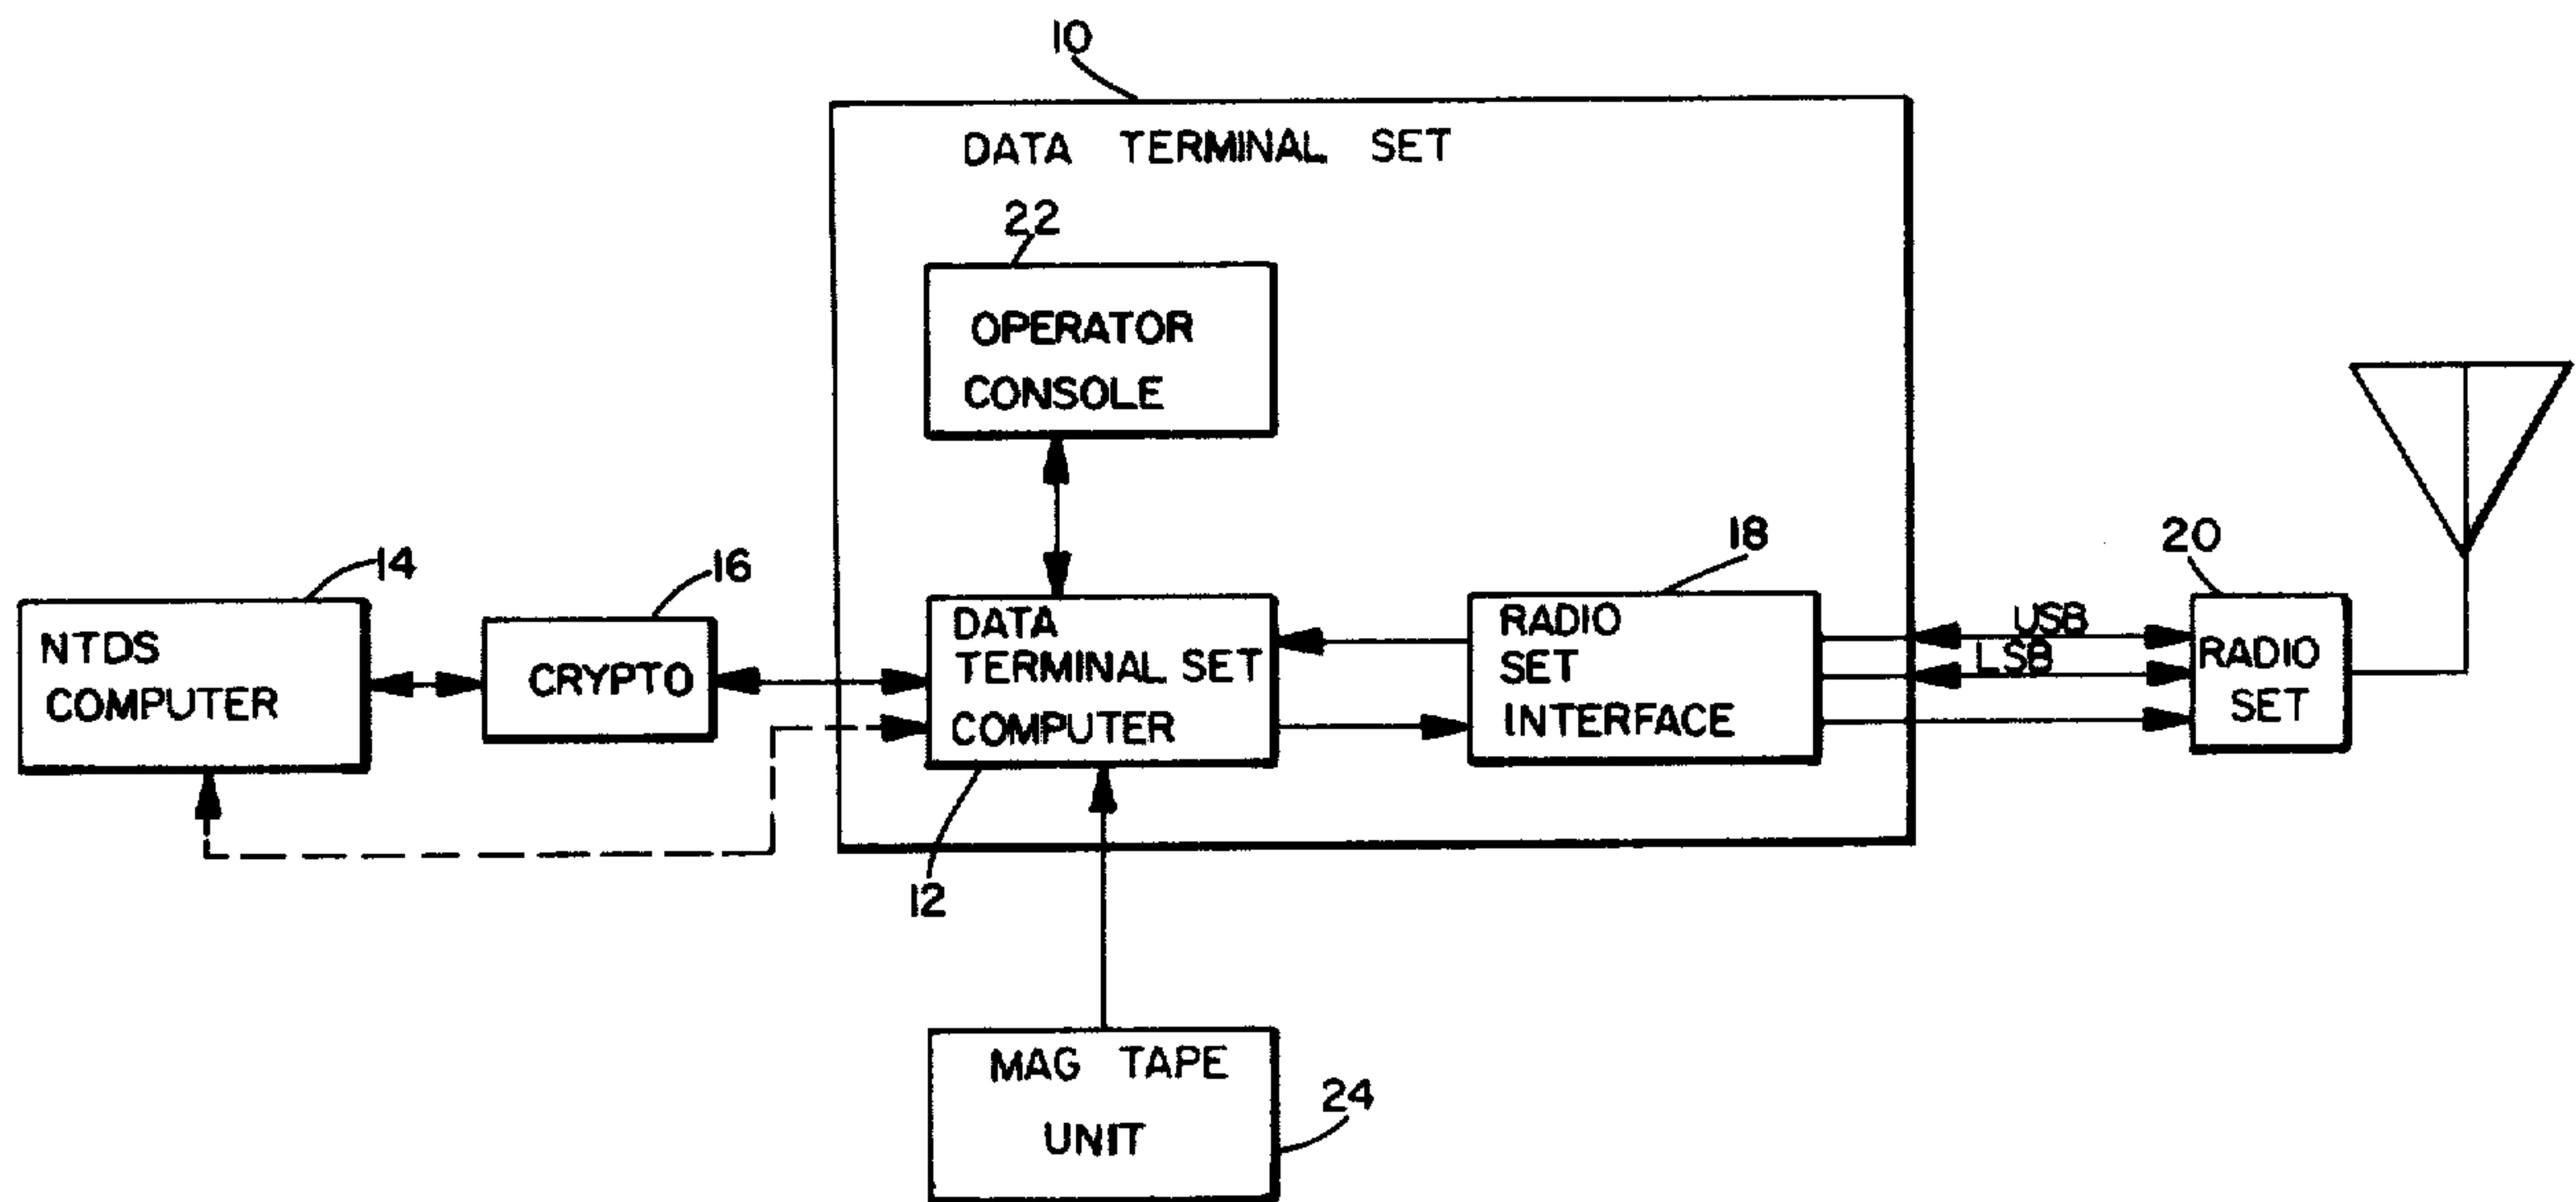 10
DATA TERMINAL SET
22
OPERATOR
CONSOLE
14
NTDS
COMPUTER
16
CRYPTO
DATA
TERMINAL SET
COMPUTER
12
18
RADIO
SET
INTERFACE
USB
LSB
20
RADIO
SET
MAG TAPE
UNIT
24